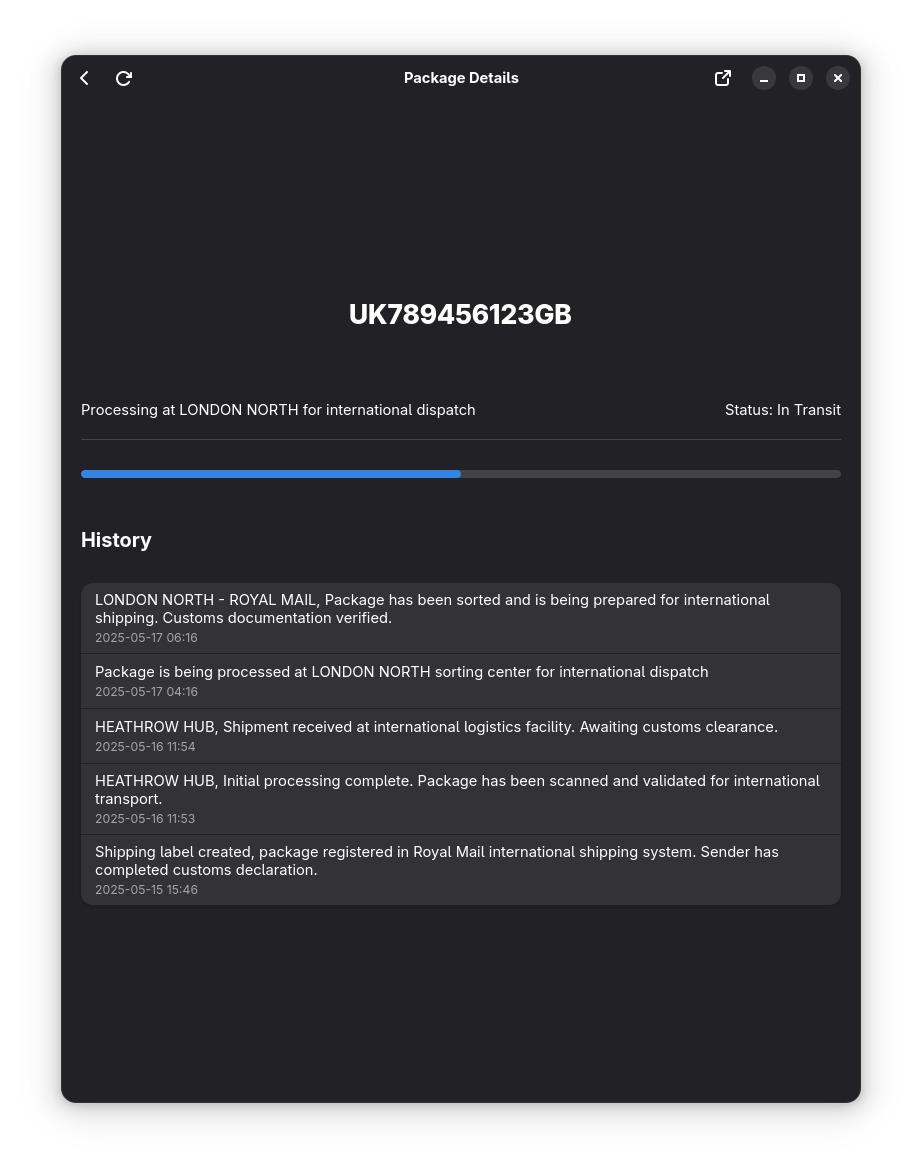 Package Details
UK789456123GB
Processing at LONDON NORTH for international dispatch
Status: In Transit
History
LONDON NORTH - ROYAL MAIL, Package has been sorted and is being prepared for international
shipping. Customs documentation verified.
2025-05-17 06:16
Package is being processed at LONDON NORTH sorting center for international dispatch
2025-05-17 04:16
HEATHROW HUB, Shipment received at international logistics facility. Awaiting customs clearance.
2025-05-16 11:54
HEATHROW HUB, Initial processing complete. Package has been scanned and validated for international
transport.
2025-05-16 11:53
Shipping label created, package registered in Royal Mail international shipping system. Sender has
completed customs declaration.
2025-05-15 15:46